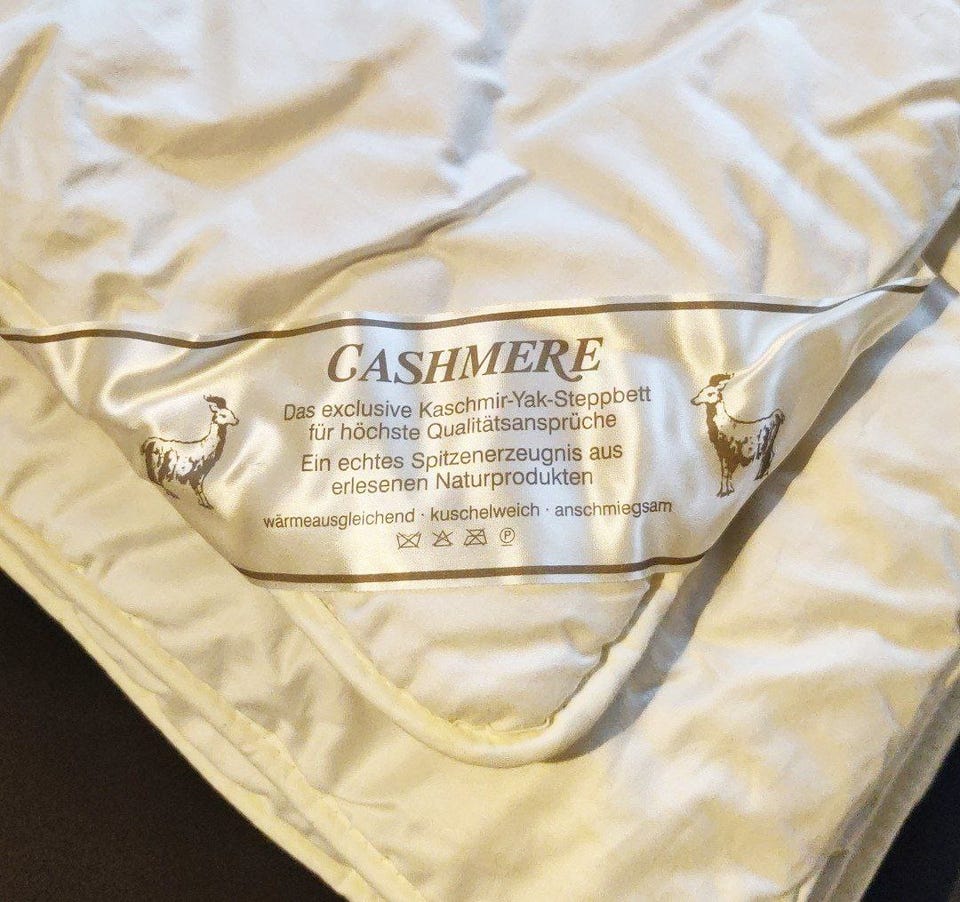 CASHMERE
Das exclusive Kaschmir-Yak-Steppbett
für höchste Qualitätsansprüche
Ein echtes Spitzenerzeugnis aus
erlesenen Naturprodukten
wärmeausgleichend · kuschelweich · anschmiegsam
P